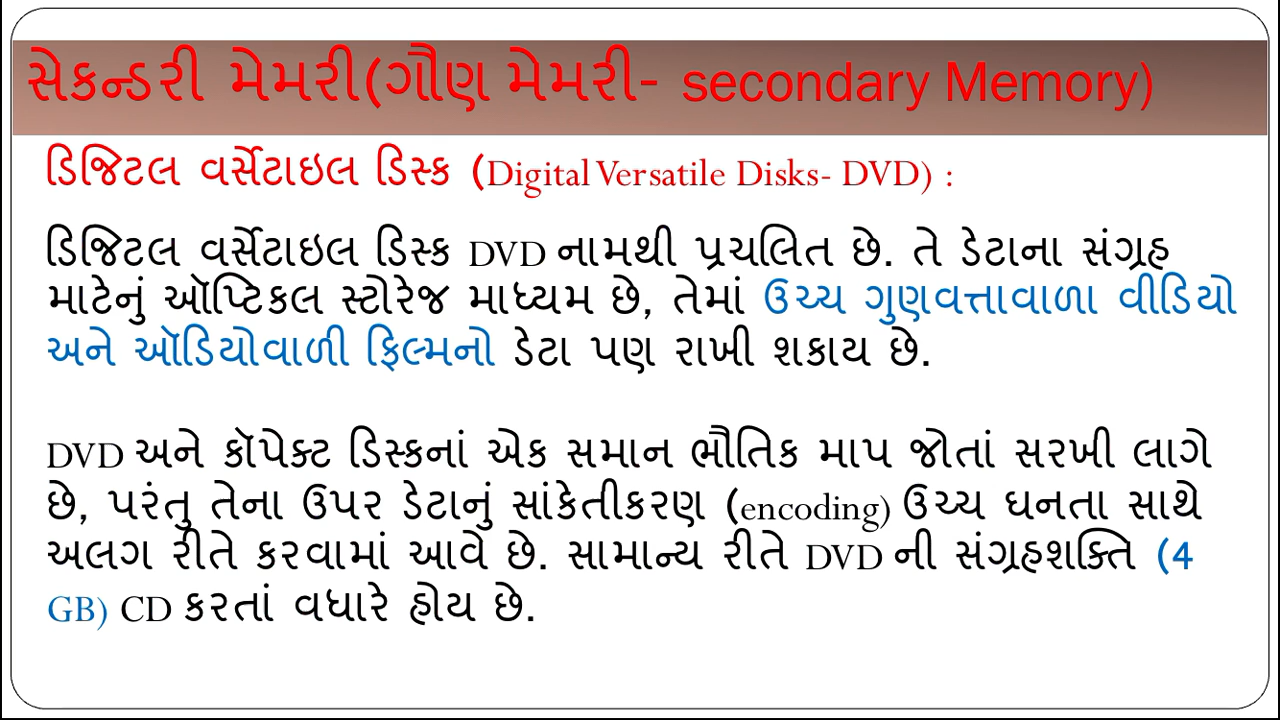 સેકન્ડરી મેમરી(ગૌણ મેમરી- secondary Memory)
ડિજિટલ વર્સેટાઇલ ડિસ્ક (Digital Versatile Disks- DVD) :
ડિજિટલ વર્સેટાઇલ ડિસ્ક DVD નામથી પ્રચલિત છે. તે ડેટાના સંગ્રહ
માટેનું ઑપ્ટિકલ સ્ટોરેજ માધ્યમ છે, તેમાં ઉચ્ચ ગુણવત્તાવાળા વીડિયો
અને ઑડિયોવાળી ફિલ્મનો ડેટા પણ રાખી શકાય છે.
DVD અને કૉપેક્ટ ડિસ્કનાં એક સમાન ભૌતિક માપ જોતાં સરખી લાગે
છે, પરંતુ તેના ઉપર ડેટાનું સાંકેતીકરણ (encoding) ઉચ્ચ ઘનતા સાથે
અલગ રીતે કરવામાં આવે છે. સામાન્ય રીતે DVD ની સંગ્રહશક્તિ (4
GB) CD કરતાં વધારે હોય છે.